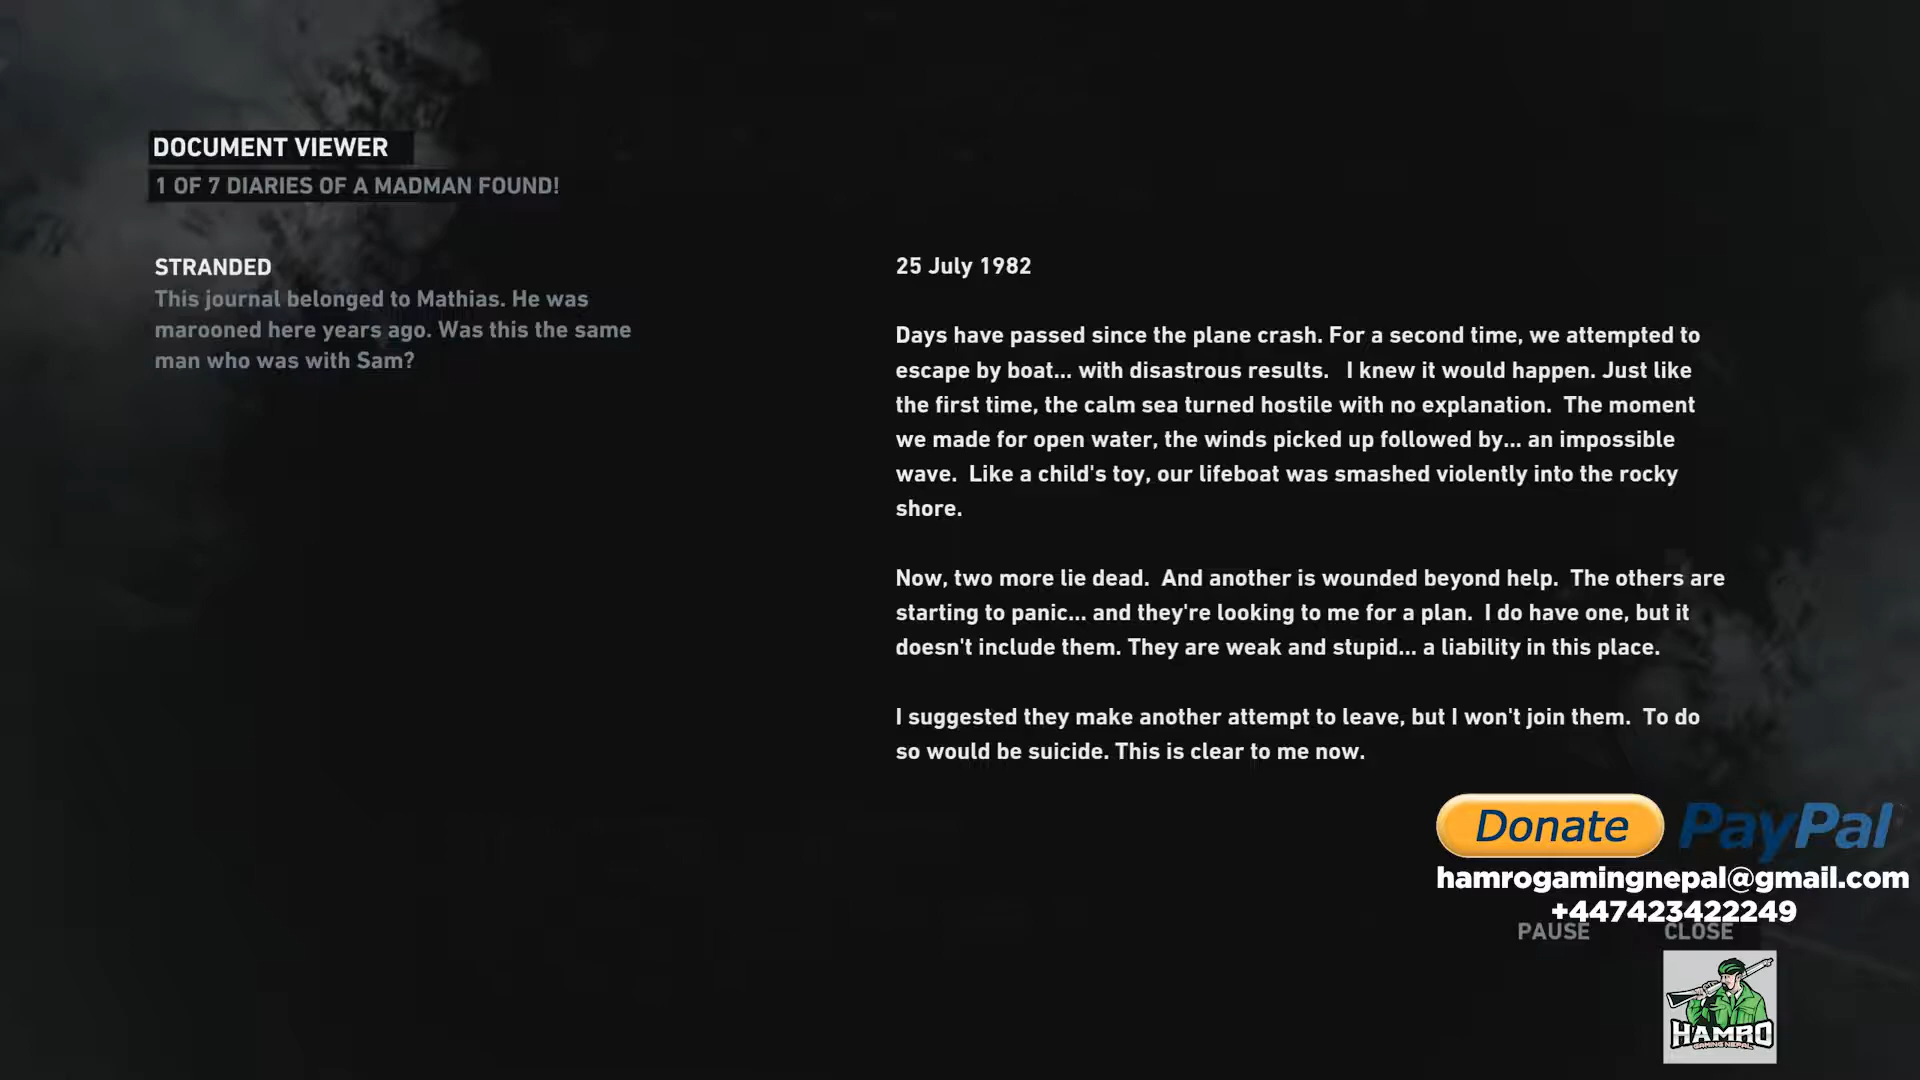 DOCUMENT VIEWER
1 OF 7 DIARIES OF A MADMAN FOUND!
STRANDED
This journal belonged to Mathias. He was
marooned here years ago. Was this the same
man who was with Sam?
25 July 1982
Days have passed since the plane crash. For a second time, we attempted to
escape by boat... with disastrous results. I knew it would happen. Just like
the first time, the calm sea turned hostile with no explanation. The moment
we made for open water, the winds picked up followed by... an impossible
wave. Like a child's toy, our lifeboat was smashed violently into the rocky
shore.
Now, two more lie dead. And another is wounded beyond help. The others are
starting to panic... and they're looking to me for a plan. I do have one, but it
doesn't include them. They are weak and stupid... a liability in this place.
I suggested they make another attempt to leave, but I won't join them. To do
so would be suicide. This is clear to me now.
Donate PayPal
hamrogamingnepal@gmail.com
+447423422249
PAUSE CLOSE
HAMRO
GAMING NEPAL